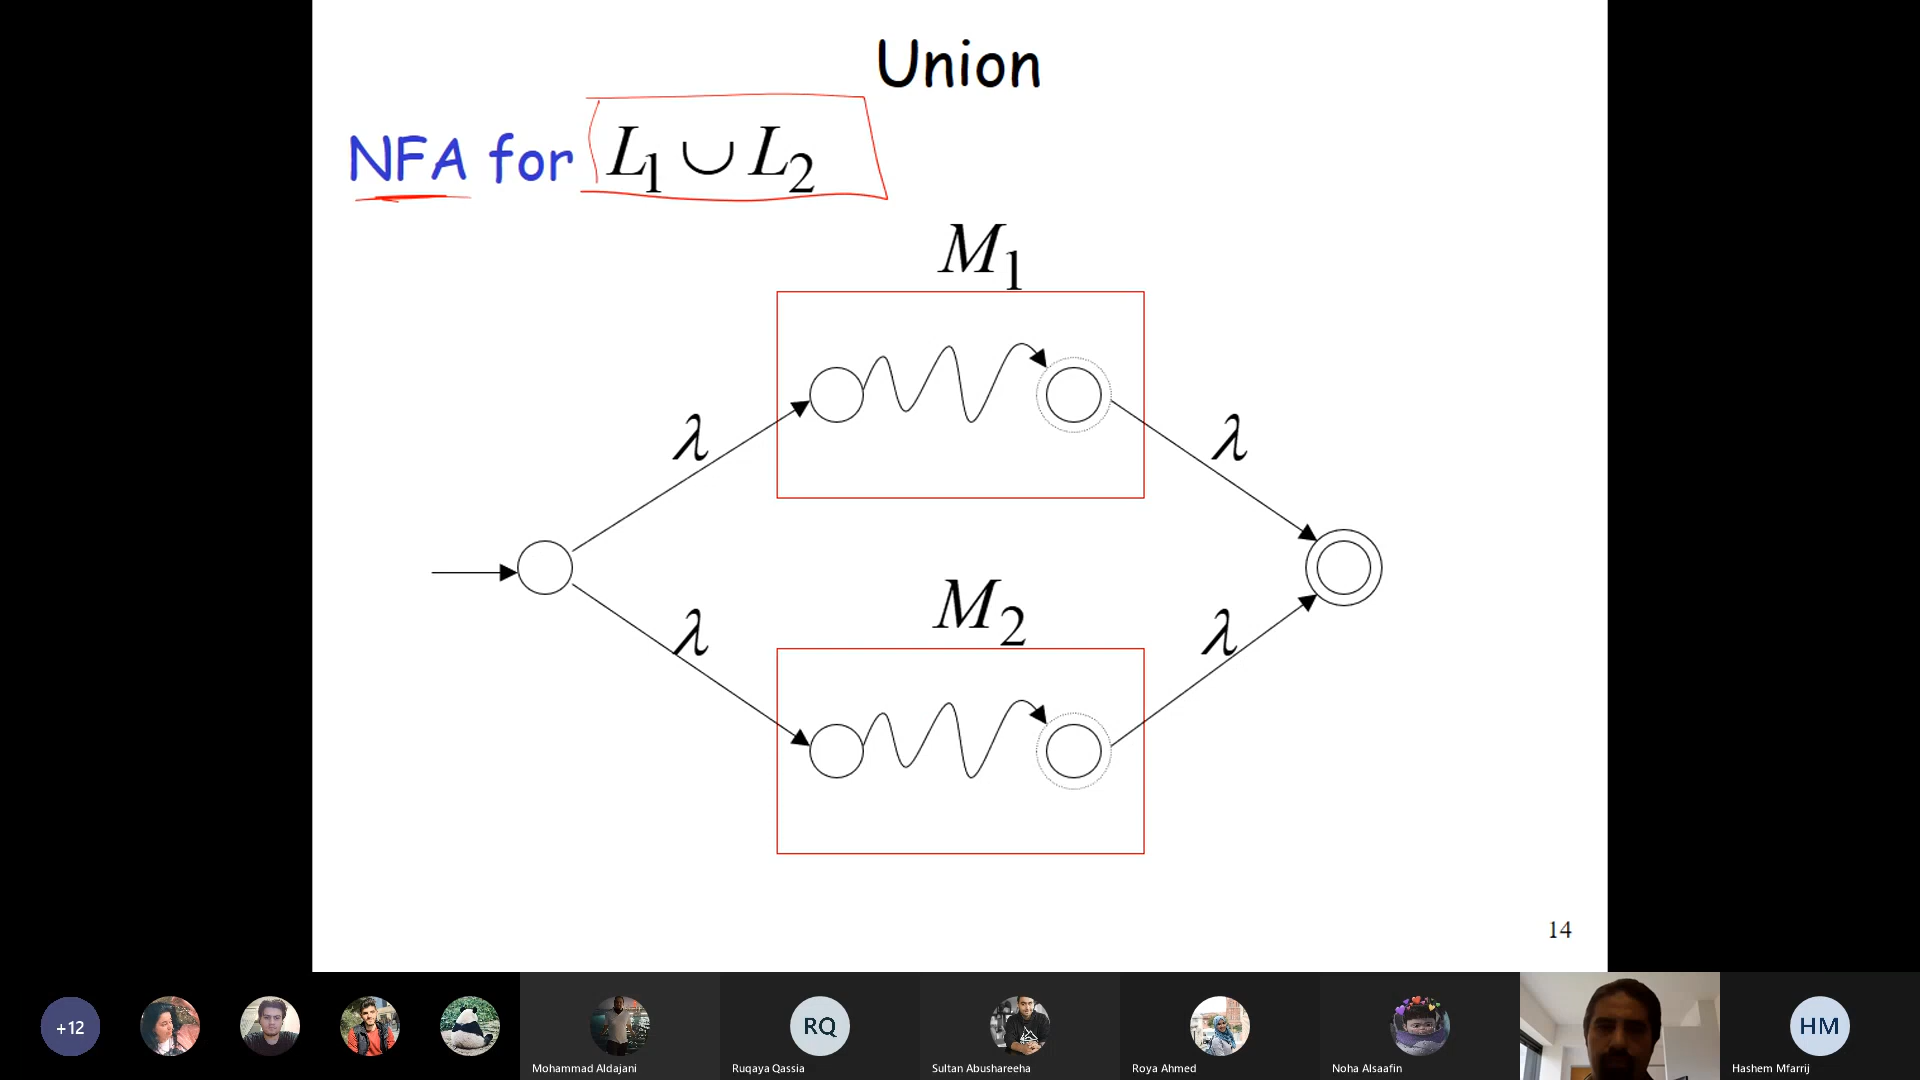 Union
NFA for L₁ ∪ L₂
M₁
λ
λ
M₂
λ
λ
14
+12
RQ
HM
Mohammad Aldajani
Ruqaya Qassia
Sultan Abushareeha
Roya Ahmed
Noha Alsaafin
Hashem Mfarrij